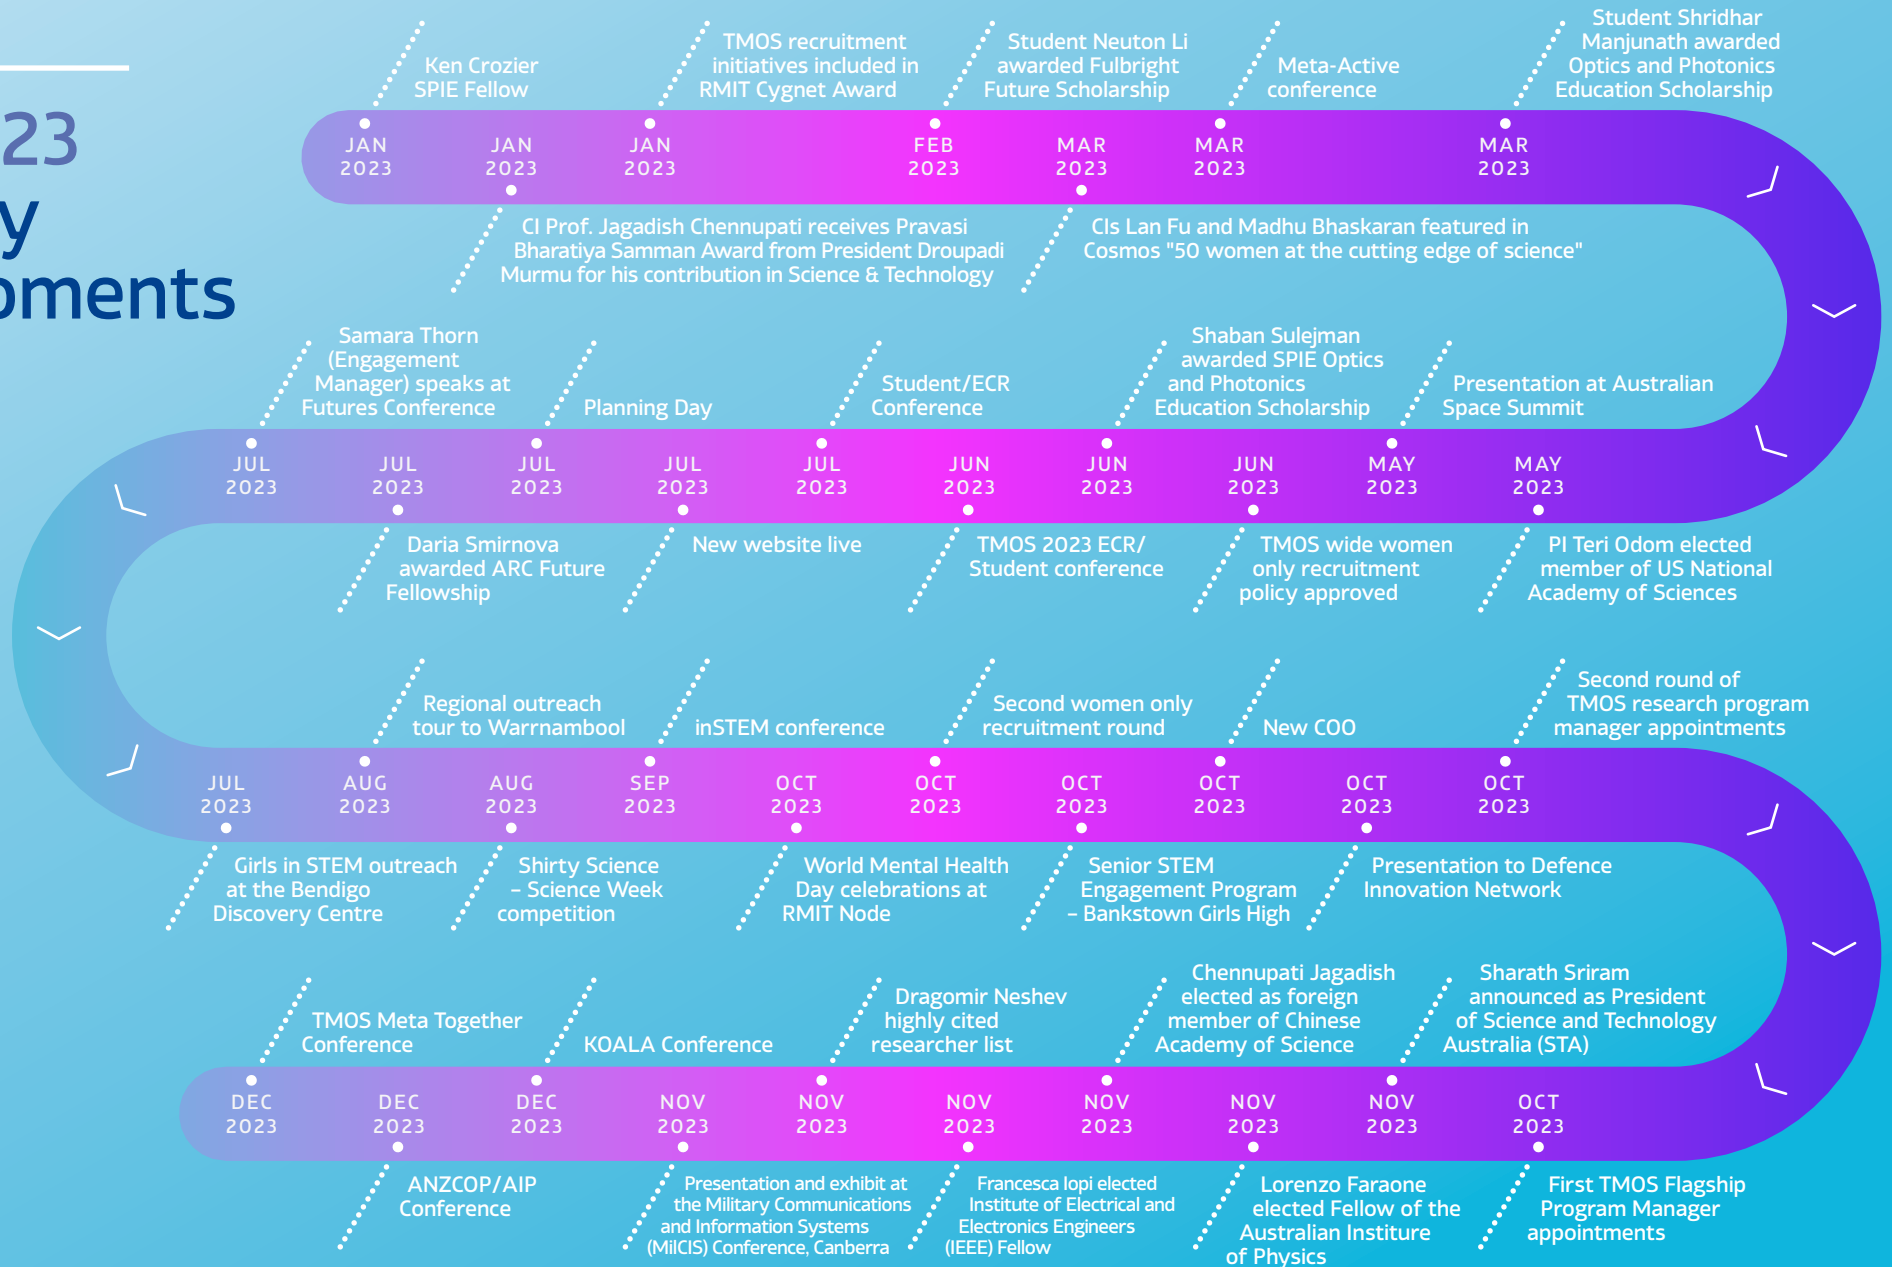 23
y
pments
Ken Crozier
SPIE Fellow
TMOS recruitment
initiatives included in
RMIT Cygnet Award
Student Neuton Li
awarded Fulbright
Future Scholarship
Meta-Active
conference
Student Shridhar
Manjunath awarded
Optics and Photonics
Education Scholarship
JAN
2023
JAN
2023
JAN
2023
FEB
2023
MAR
2023
MAR
2023
MAR
2023
CI Prof. Jagadish Chennupati receives Pravasi
Bharatiya Samman Award from President Droupadi
Murmu for his contribution in Science & Technology
CIs Lan Fu and Madhu Bhaskaran featured in
Cosmos "50 women at the cutting edge of science"
Samara Thorn
(Engagement
Manager) speaks at
Futures Conference
Planning Day
Student/ECR
Conference
Shaban Sulejman
awarded SPIE Optics
and Photonics
Education Scholarship
Presentation at Australian
Space Summit
JUL
2023
JUL
2023
JUL
2023
JUL
2023
JUL
2023
JUN
2023
JUN
2023
JUN
2023
MAY
2023
MAY
2023
Daria Smirnova
awarded ARC Future
Fellowship
New website live
TMOS 2023 ECR/
Student conference
TMOS wide women
only recruitment
policy approved
PI Teri Odom elected
member of US National
Academy of Sciences
Regional outreach
tour to Warrnambool
inSTEM conference
Second women only
recruitment round
New COO
Second round of
TMOS research program
manager appointments
JUL
2023
AUG
2023
AUG
2023
SEP
2023
OCT
2023
OCT
2023
OCT
2023
OCT
2023
OCT
2023
OCT
2023
Girls in STEM outreach
at the Bendigo
Discovery Centre
Shirty Science
– Science Week
competition
World Mental Health
Day celebrations at
RMIT Node
Senior STEM
Engagement Program
– Bankstown Girls High
Presentation to Defence
Innovation Network
TMOS Meta Together
Conference
KOALA Conference
Dragomir Neshev
highly cited
researcher list
Chennupati Jagadish
elected as foreign
member of Chinese
Academy of Science
Sharath Sriram
announced as President
of Science and Technology
Australia (STA)
DEC
2023
DEC
2023
DEC
2023
NOV
2023
NOV
2023
NOV
2023
NOV
2023
NOV
2023
NOV
2023
OCT
2023
ANZCOP/AIP
Conference
Presentation and exhibit at
the Military Communications
and Information Systems
(MilCIS) Conference, Canberra
Francesca Iopi elected
Institute of Electrical and
Electronics Engineers
(IEEE) Fellow
Lorenzo Faraone
elected Fellow of the
Australian Institure
of Physics
First TMOS Flagship
Program Manager
appointments